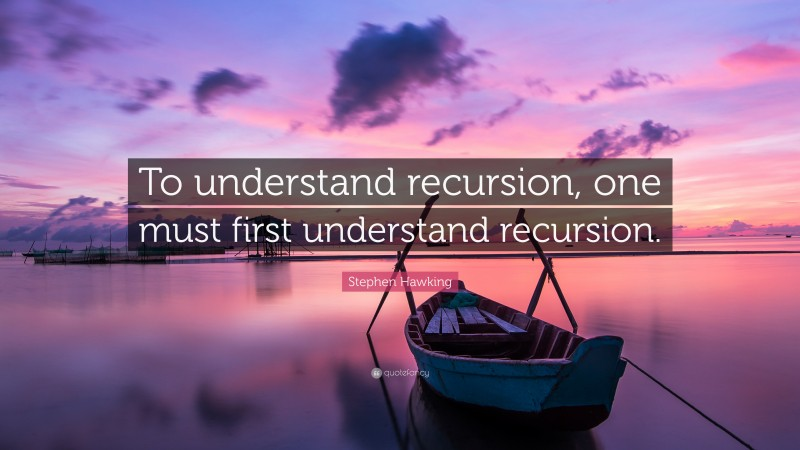 To understand recursion, one
must first understand recursion.
Stephen Hawking
quotefancy